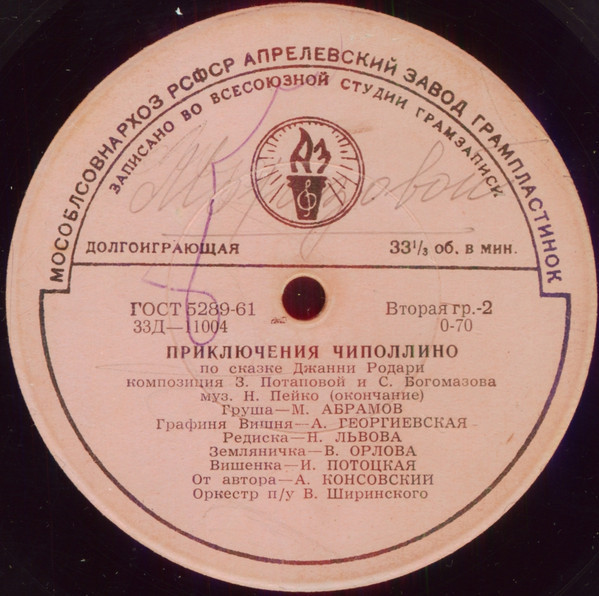 МОСОБЛСОВНАРХОЗ РСФСР АПРЕЛЕВСКИЙ ЗАВОД ГРАМПЛАСТИНОК
ЗАПИСАНО ВО ВСЕСОЮЗНОЙ СТУДИИ ГРАМЗАПИСИ
АЗ
ДОЛГОИГРАЮЩАЯ 33⅓ об. в мин.
ГОСТ 5289-61 Вторая гр.-2
33Д—11004 0-70
ПРИКЛЮЧЕНИЯ ЧИПОЛЛИНО
по сказке Джанни Родари
композиция З. Потаповой и С. Богомазова
муз. Н. Пейко (окончание)
Груша—М. АБРАМОВ
Графиня Вишня—А. ГЕОРГИЕВСКАЯ
Редиска—Н. ЛЬВОВА
Земляничка—В. ОРЛОВА
Вишенка—И. ПОТОЦКАЯ
От автора—А. КОНСОВСКИЙ
Оркестр п/у В. Ширинского